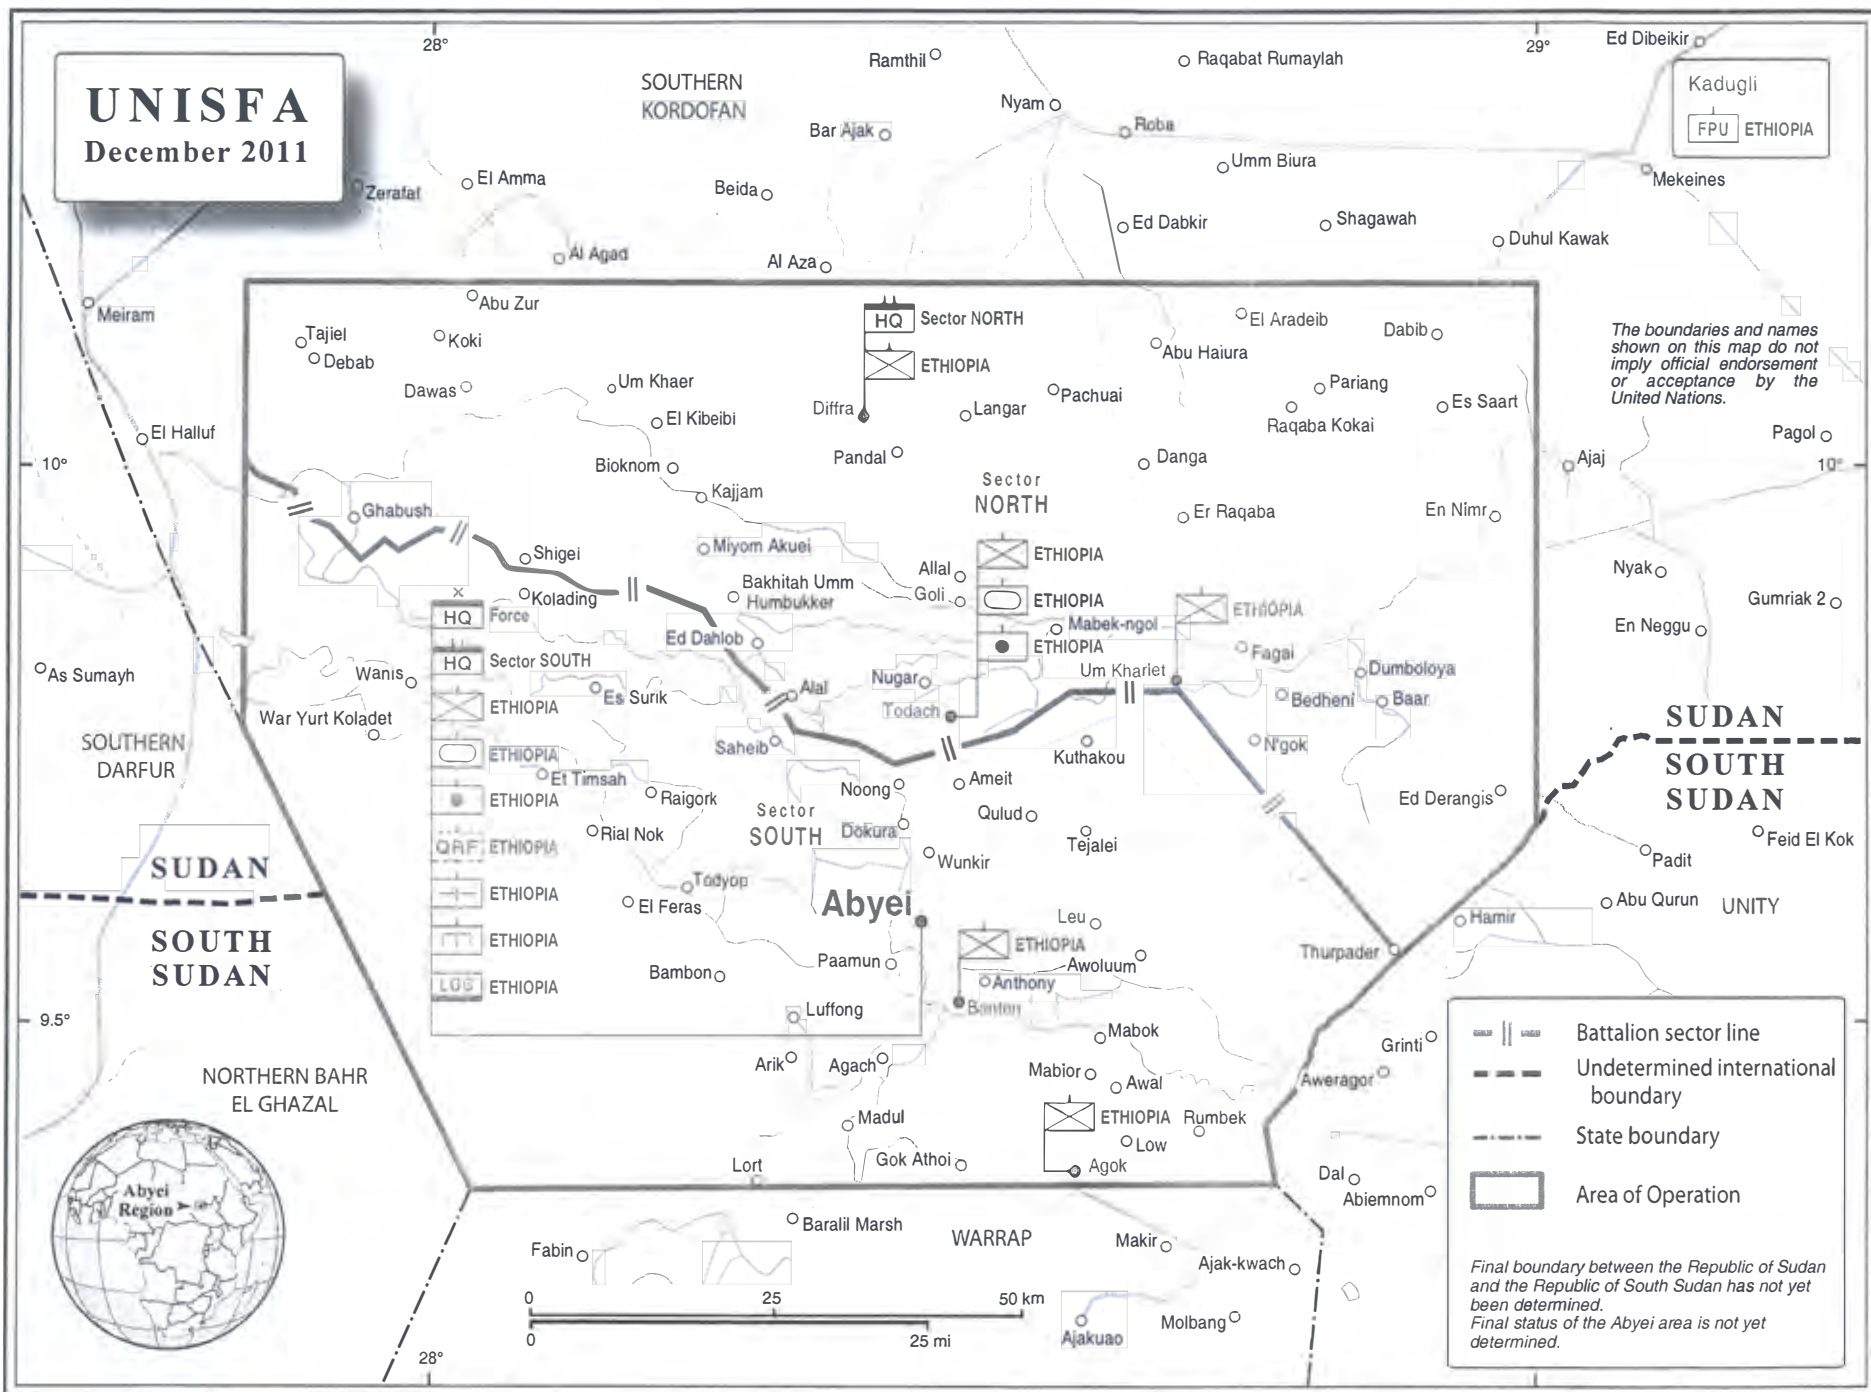 UNISFA
December 2011
28°
29°
Ed Dibeikir
Ramthil
Raqabat Rumaylah
SOUTHERN
KORDOFAN
Kadugli
FPU ETHIOPIA
Nyam
Bar Ajak
Roba
Umm Biura
Mekeines
Zerafat
El Amma
Beida
Ed Dabkir
Shagawah
Duhul Kawak
Al Agad
Al Aza
Meiram
Abu Zur
HQ Sector NORTH
ETHIOPIA
El Aradeib
Dabib
Tajiel
Debab
Koki
Abu Haiura
The boundaries and names
shown on this map do not
imply official endorsement
or acceptance by the
United Nations.
Dawas
Um Khaer
Pachuai
Pariang
Es Saart
Diffra
Langar
El Kibeibi
Raqaba Kokai
El Halluf
Pagol
10°
Bioknom
Pandal
Danga
Ajaj
10°
Kajjam
Sector
NORTH
Ghabush
Er Raqaba
En Nimr
Miyom Akuei
ETHIOPIA
Shigei
Allal
Nyak
Kolading
Bakhitah Umm
Humbukker
Goli
ETHIOPIA
ETHIOPIA
Gumriak 2
HQ Force
Ed Dahlob
Mabek-ngol
En Neggu
ETHIOPIA
Fagai
HQ Sector SOUTH
As Sumayh
Wanis
Um Kharlet
Dumboloya
Es Surik
Alal
Nugar
Bedheni
Baar
ETHIOPIA
Todach
War Yurt Koladet
SUDAN
SOUTH
SUDAN
SOUTHERN
DARFUR
Saheib
N'gok
Kuthakou
ETHIOPIA
Et Timsah
Noong
Ameit
Ed Derangis
ETHIOPIA
Raigork
Sector
SOUTH
Qulud
Rial Nok
Dokura
Tejalei
Feid El Kok
QRF ETHIOPIA
Wunkir
Padit
SUDAN
Todyop
ETHIOPIA
El Feras
Abyei
Leu
Abu Qurun
UNITY
Hamir
SOUTH
SUDAN
ETHIOPIA
ETHIOPIA
Thurpader
Paamun
Awoluum
Bambon
LOG ETHIOPIA
Anthony
Banton
9.5°
Luffong
Mabok
Battalion sector line
Grinti
Arik
Agach
Mabior
Awal
Aweragor
Undetermined international
boundary
NORTHERN BAHR
EL GHAZAL
Madul
ETHIOPIA
Rumbek
Low
State boundary
Lort
Gok Athoi
Agok
Dal
Abiemnom
Area of Operation
Abyei
Region
Baralil Marsh
Fabin
WARRAP
Makir
Ajak-kwach
Final boundary between the Republic of Sudan
and the Republic of South Sudan has not yet
been determined.
Final status of the Abyei area is not yet
determined.
0 25 50 km
0 25 mi
Ajakuao
Molbang
28°